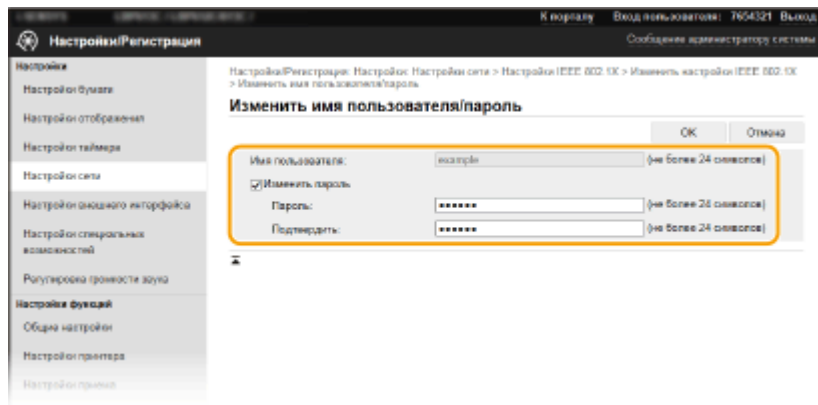 К порталу Вход пользователя: 7654321 Выход
Настройки/Регистрация
Сообщение администратору системы
Настройки
Настройки бумаги
Настройки отображения
Настройки таймера
Настройки сети
Настройки внешнего интерфейса
Настройки специальных
возможностей
Регулировка громкости звука
Настройки функций
Общие настройки
Настройки принтера
Настройки приема
Настройка/Регистрация: Настройки: Настройки сети > Настройки IEEE 802.1X > Изменить настройки IEEE 802.1X
> Изменить имя пользователя/пароль
Изменить имя пользователя/пароль
OK Отмена
Имя пользователя: example (не более 24 символов)
Изменить пароль
Пароль: •••••• (не более 24 символов)
Подтвердить: •••••• (не более 24 символов)